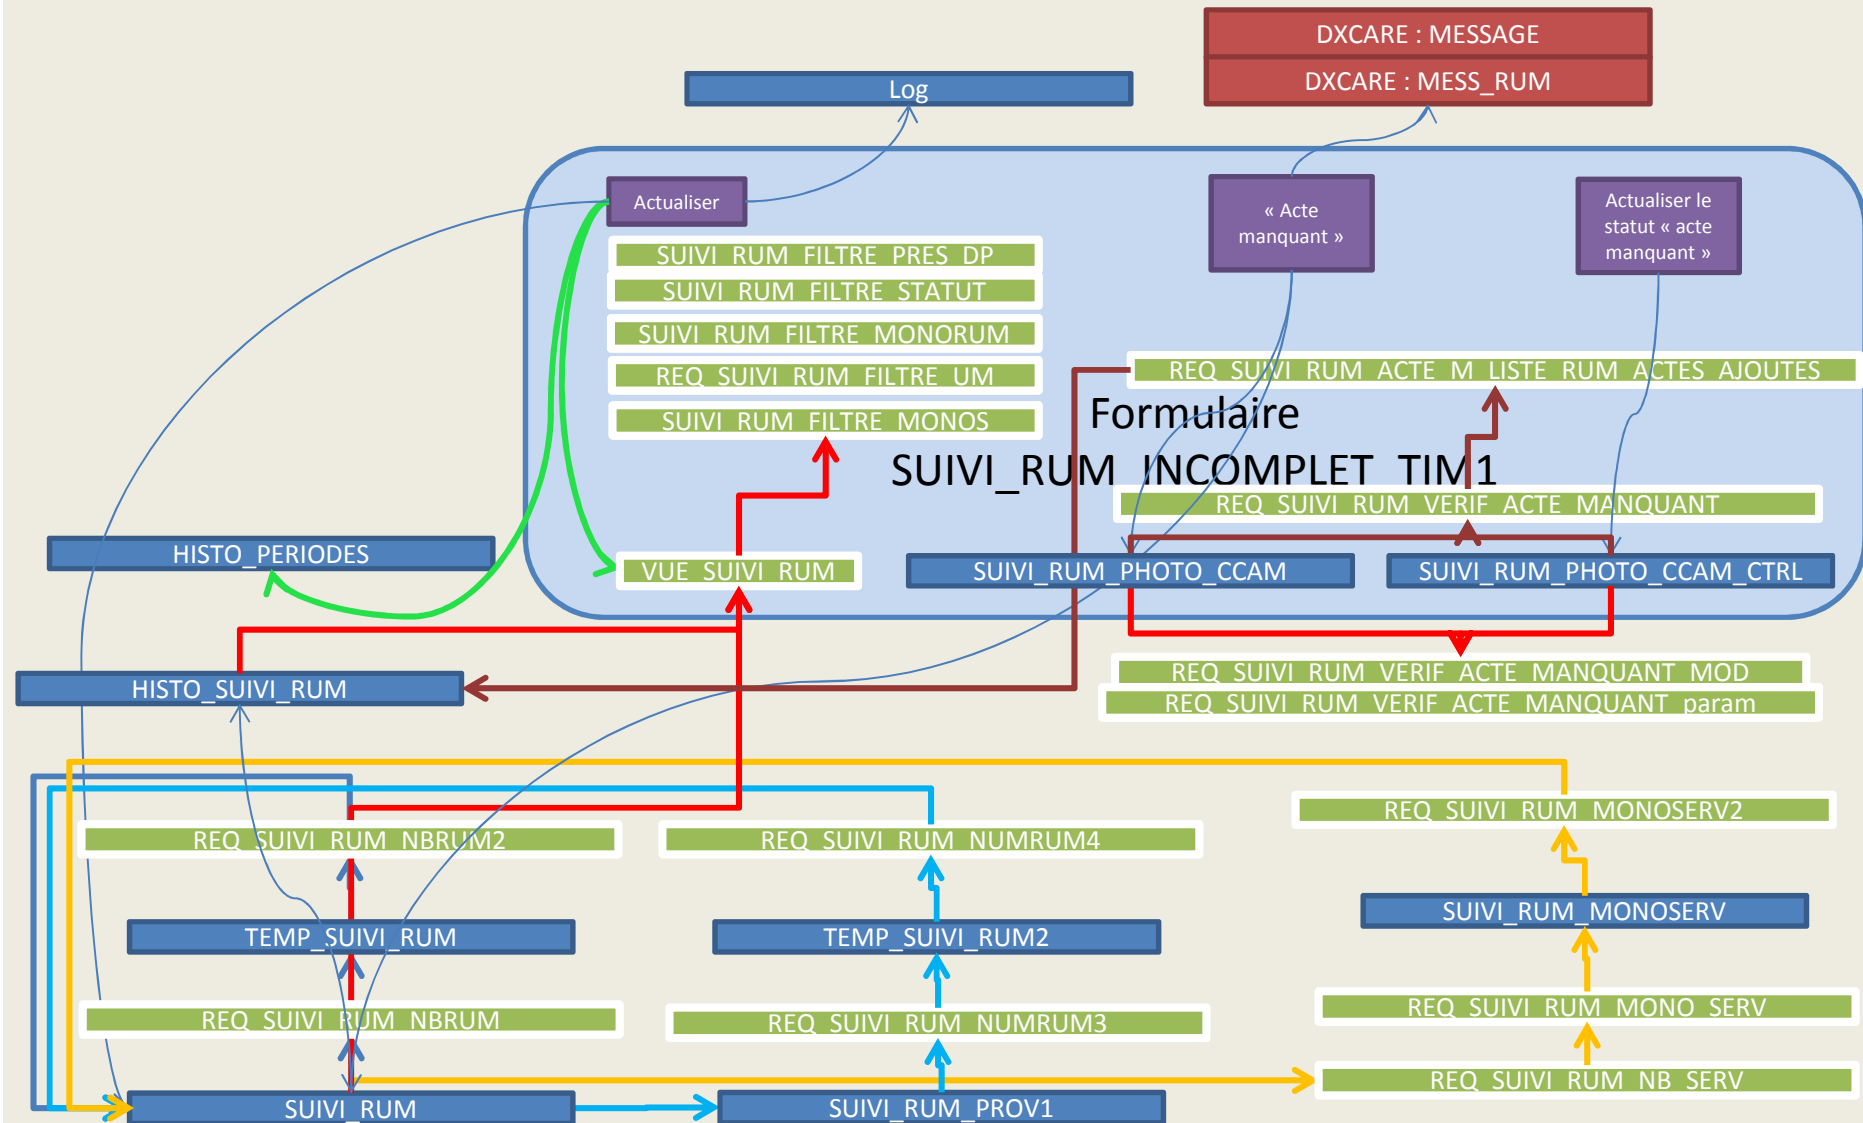 DXCARE : MESSAGE
DXCARE : MESS_RUM
Log
Actualiser
« Acte
manquant »
Actualiser le
statut « acte
manquant »
SUIVI_RUM_FILTRE_PRES_DP
SUIVI_RUM_FILTRE_STATUT
SUIVI_RUM_FILTRE_MONORUM
REQ_SUIVI_RUM_FILTRE_UM
SUIVI_RUM_FILTRE_MONOS
REQ_SUIVI_RUM_ACTE_M_LISTE_RUM_ACTES_AJOUTES
Formulaire
SUIVI_RUM_INCOMPLET_TIM1
REQ_SUIVI_RUM_VERIF_ACTE_MANQUANT
HISTO_PERIODES
VUE_SUIVI_RUM
SUIVI_RUM_PHOTO_CCAM
SUIVI_RUM_PHOTO_CCAM_CTRL
HISTO_SUIVI_RUM
REQ_SUIVI_RUM_VERIF_ACTE_MANQUANT_MOD
REQ_SUIVI_RUM_VERIF_ACTE_MANQUANT_param
REQ_SUIVI_RUM_NBRUM2
REQ_SUIVI_RUM_NUMRUM4
REQ_SUIVI_RUM_MONOSERV2
TEMP_SUIVI_RUM
TEMP_SUIVI_RUM2
SUIVI_RUM_MONOSERV
REQ_SUIVI_RUM_NBRUM
REQ_SUIVI_RUM_NUMRUM3
REQ_SUIVI_RUM_MONO_SERV
REQ_SUIVI_RUM_NB_SERV
SUIVI_RUM
SUIVI_RUM_PROV1